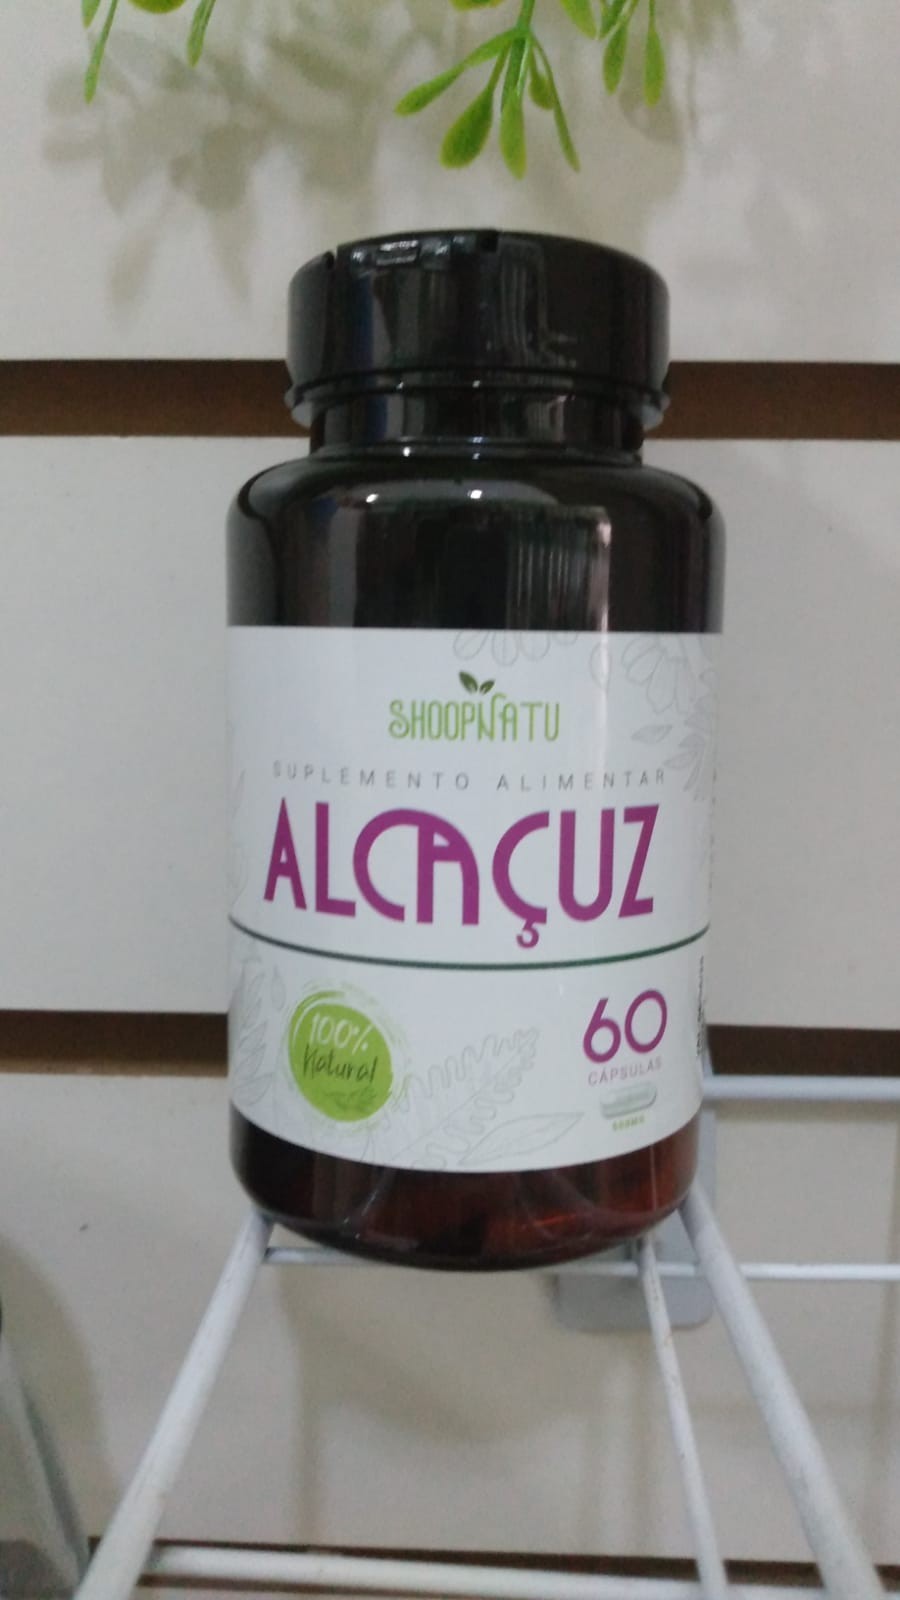 SHOOPNATU
SUPLEMENTO ALIMENTAR
ALCAÇUZ
100%
Natural
60
CÁPSULAS